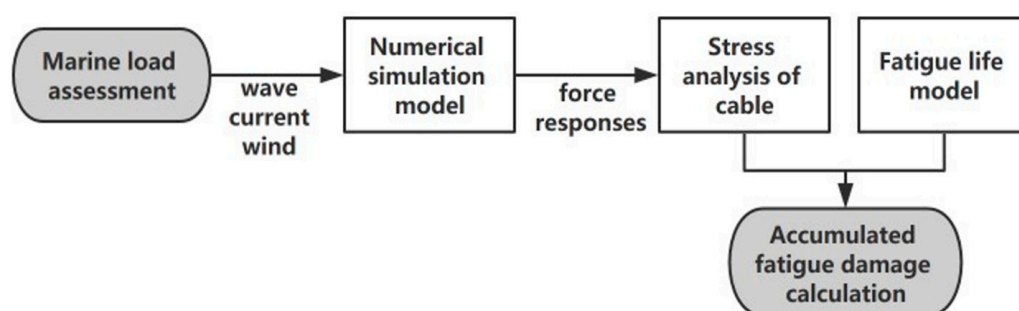 Marine load
assessment
wave
current
wind
Numerical
simulation
model
force
responses
Stress
analysis of
cable
Fatigue life
model
Accumulated
fatigue damage
calculation